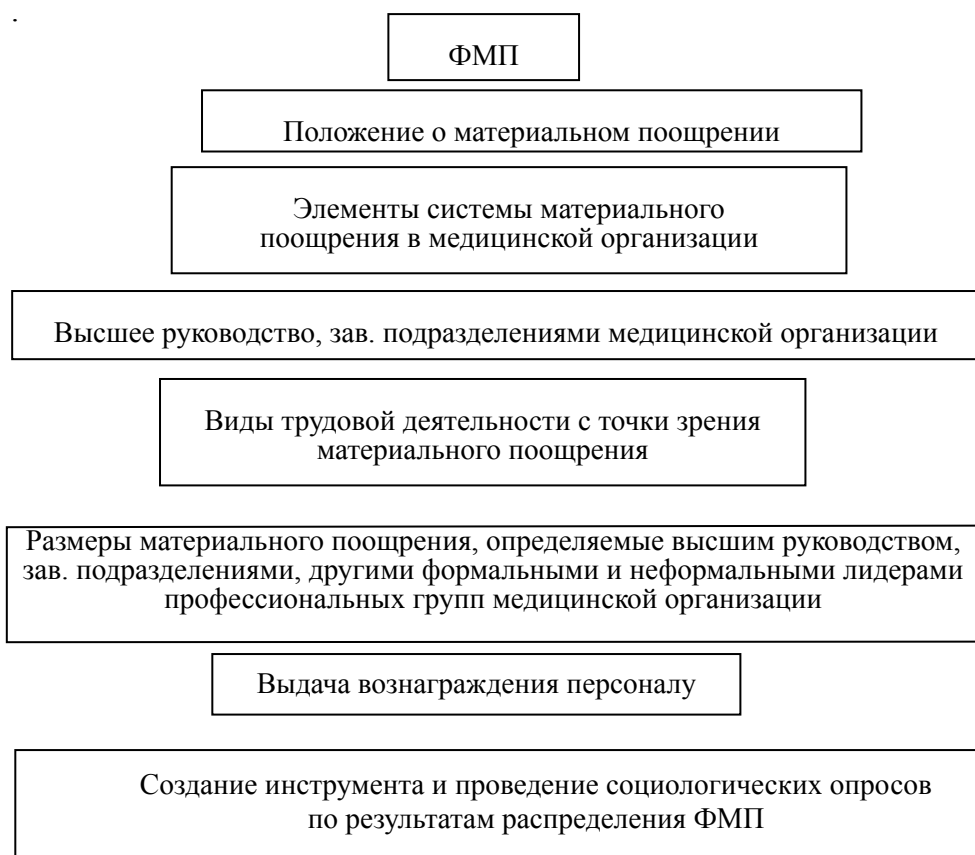 .
ФМП
Положение о материальном поощрении
Элементы системы материального
поощрения в медицинской организации
Высшее руководство, зав. подразделениями медицинской организации
Виды трудовой деятельности с точки зрения
материального поощрения
Размеры материального поощрения, определяемые высшим руководством,
зав. подразделениями, другими формальными и неформальными лидерами
профессиональных групп медицинской организации
Выдача вознаграждения персоналу
Создание инструмента и проведение социологических опросов
по результатам распределения ФМП